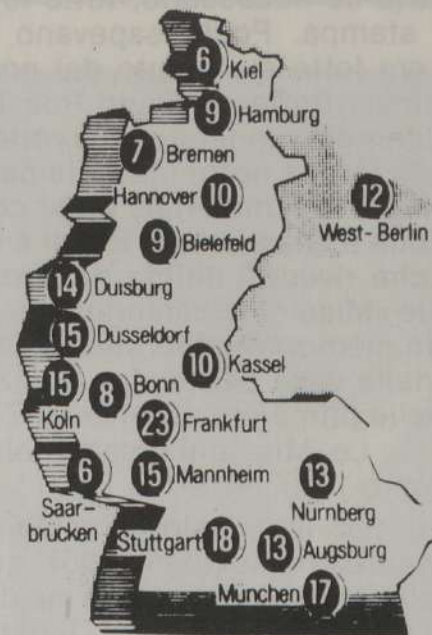 stampa.
6
Kiel
9
Hamburg
7
Bremen
Hannover
10
12
West-Berlin
9
Bielefeld
14
Duisburg
15
Dusseldorf
10
Kassel
15
Köln
8
Bonn
23
Frankfurt
6
Saar-
brücken
15
Mannheim
13
Nürnberg
Stuttgart
18
13
Augsburg
München
17